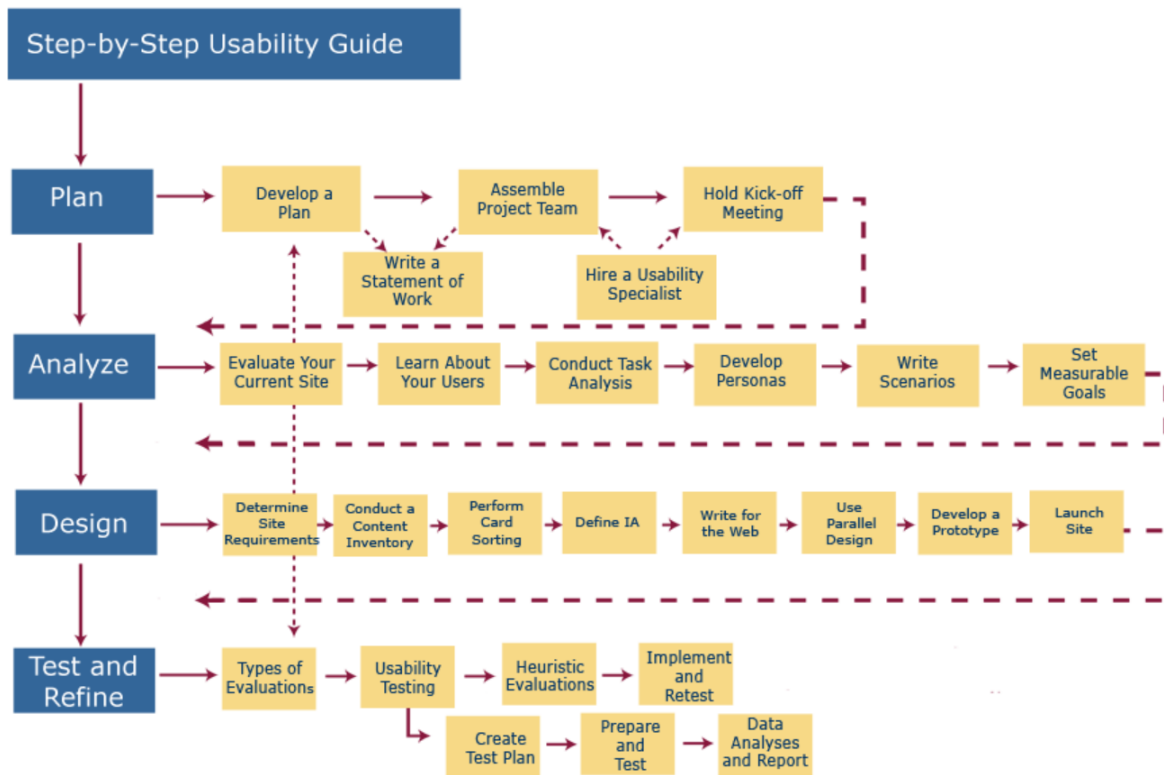 Step-by-Step Usability Guide
Plan
Develop a
Plan
Assemble
Project Team
Hold Kick-off
Meeting
Write a
Statement of
Work
Hire a Usability
Specialist
Analyze
Evaluate Your
Current Site
Learn About
Your Users
Conduct Task
Analysis
Develop
Personas
Write
Scenarios
Set
Measurable
Goals
Design
Determine
Site
Requirements
Conduct a
Content
Inventory
Perform
Card
Sorting
Define IA
Write for
the Web
Use
Parallel
Design
Develop a
Prototype
Launch
Site
Test and
Refine
Types of
Evaluations
Usability
Testing
Heuristic
Evaluations
Implement
and
Retest
Create
Test Plan
Prepare
and
Test
Data
Analyses
and Report